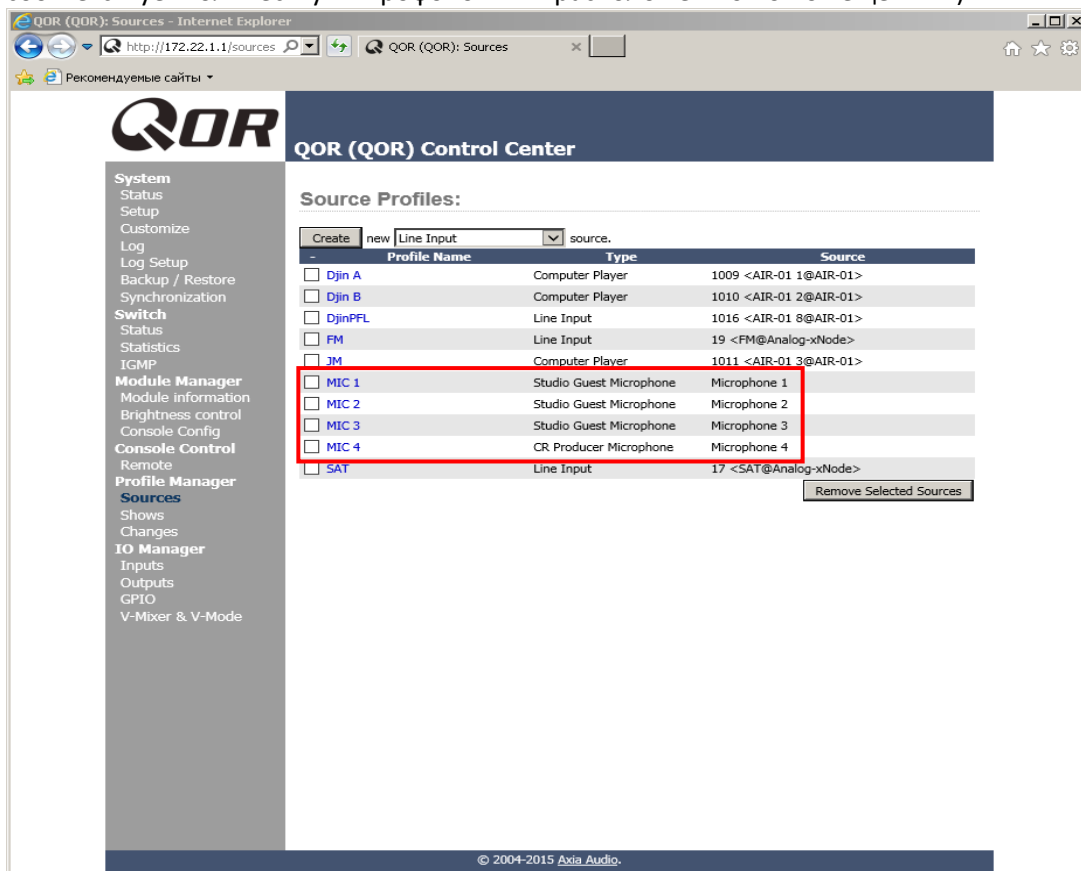 QOR (QOR): Sources - Internet Explorer
http://172.22.1.1/sources
QOR (QOR): Sources
Рекомендуемые сайты
QOR
QOR (QOR) Control Center
System
Status
Setup
Customize
Log
Log Setup
Backup / Restore
Synchronization
Switch
Status
Statistics
IGMP
Module Manager
Module information
Brightness control
Console Config
Console Control
Remote
Profile Manager
Sources
Shows
Changes
IO Manager
Inputs
Outputs
GPIO
V-Mixer & V-Mode
Source Profiles:
Create new Line Input source.
- Profile Name Type Source
Djin A Computer Player 1009 <AIR-01 1@AIR-01>
Djin B Computer Player 1010 <AIR-01 2@AIR-01>
DjinPFL Line Input 1016 <AIR-01 8@AIR-01>
FM Line Input 19 <FM@Analog-xNode>
JM Computer Player 1011 <AIR-01 3@AIR-01>
MIC 1 Studio Guest Microphone Microphone 1
MIC 2 Studio Guest Microphone Microphone 2
MIC 3 Studio Guest Microphone Microphone 3
MIC 4 CR Producer Microphone Microphone 4
SAT Line Input 17 <SAT@Analog-xNode>
Remove Selected Sources
© 2004-2015 Axia Audio.